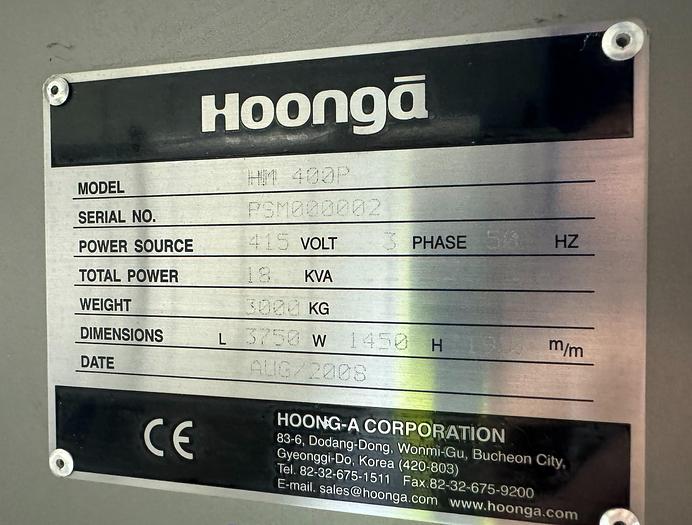 Hoongā
MODEL HM 400P
SERIAL NO. PSM000002
POWER SOURCE 415 VOLT 3 PHASE 50 HZ
TOTAL POWER 18 KVA
WEIGHT 3000 KG
DIMENSIONS L 3750 W 1450 H m/m
DATE AUG/2008
CE
HOONG-A CORPORATION
83-6, Dodang-Dong, Wonmi-Gu, Bucheon City,
Gyeonggi-Do, Korea (420-803)
Tel. 82-32-675-1511 Fax.82-32-675-9200
E-mail. sales@hoonga.com www.hoonga.com